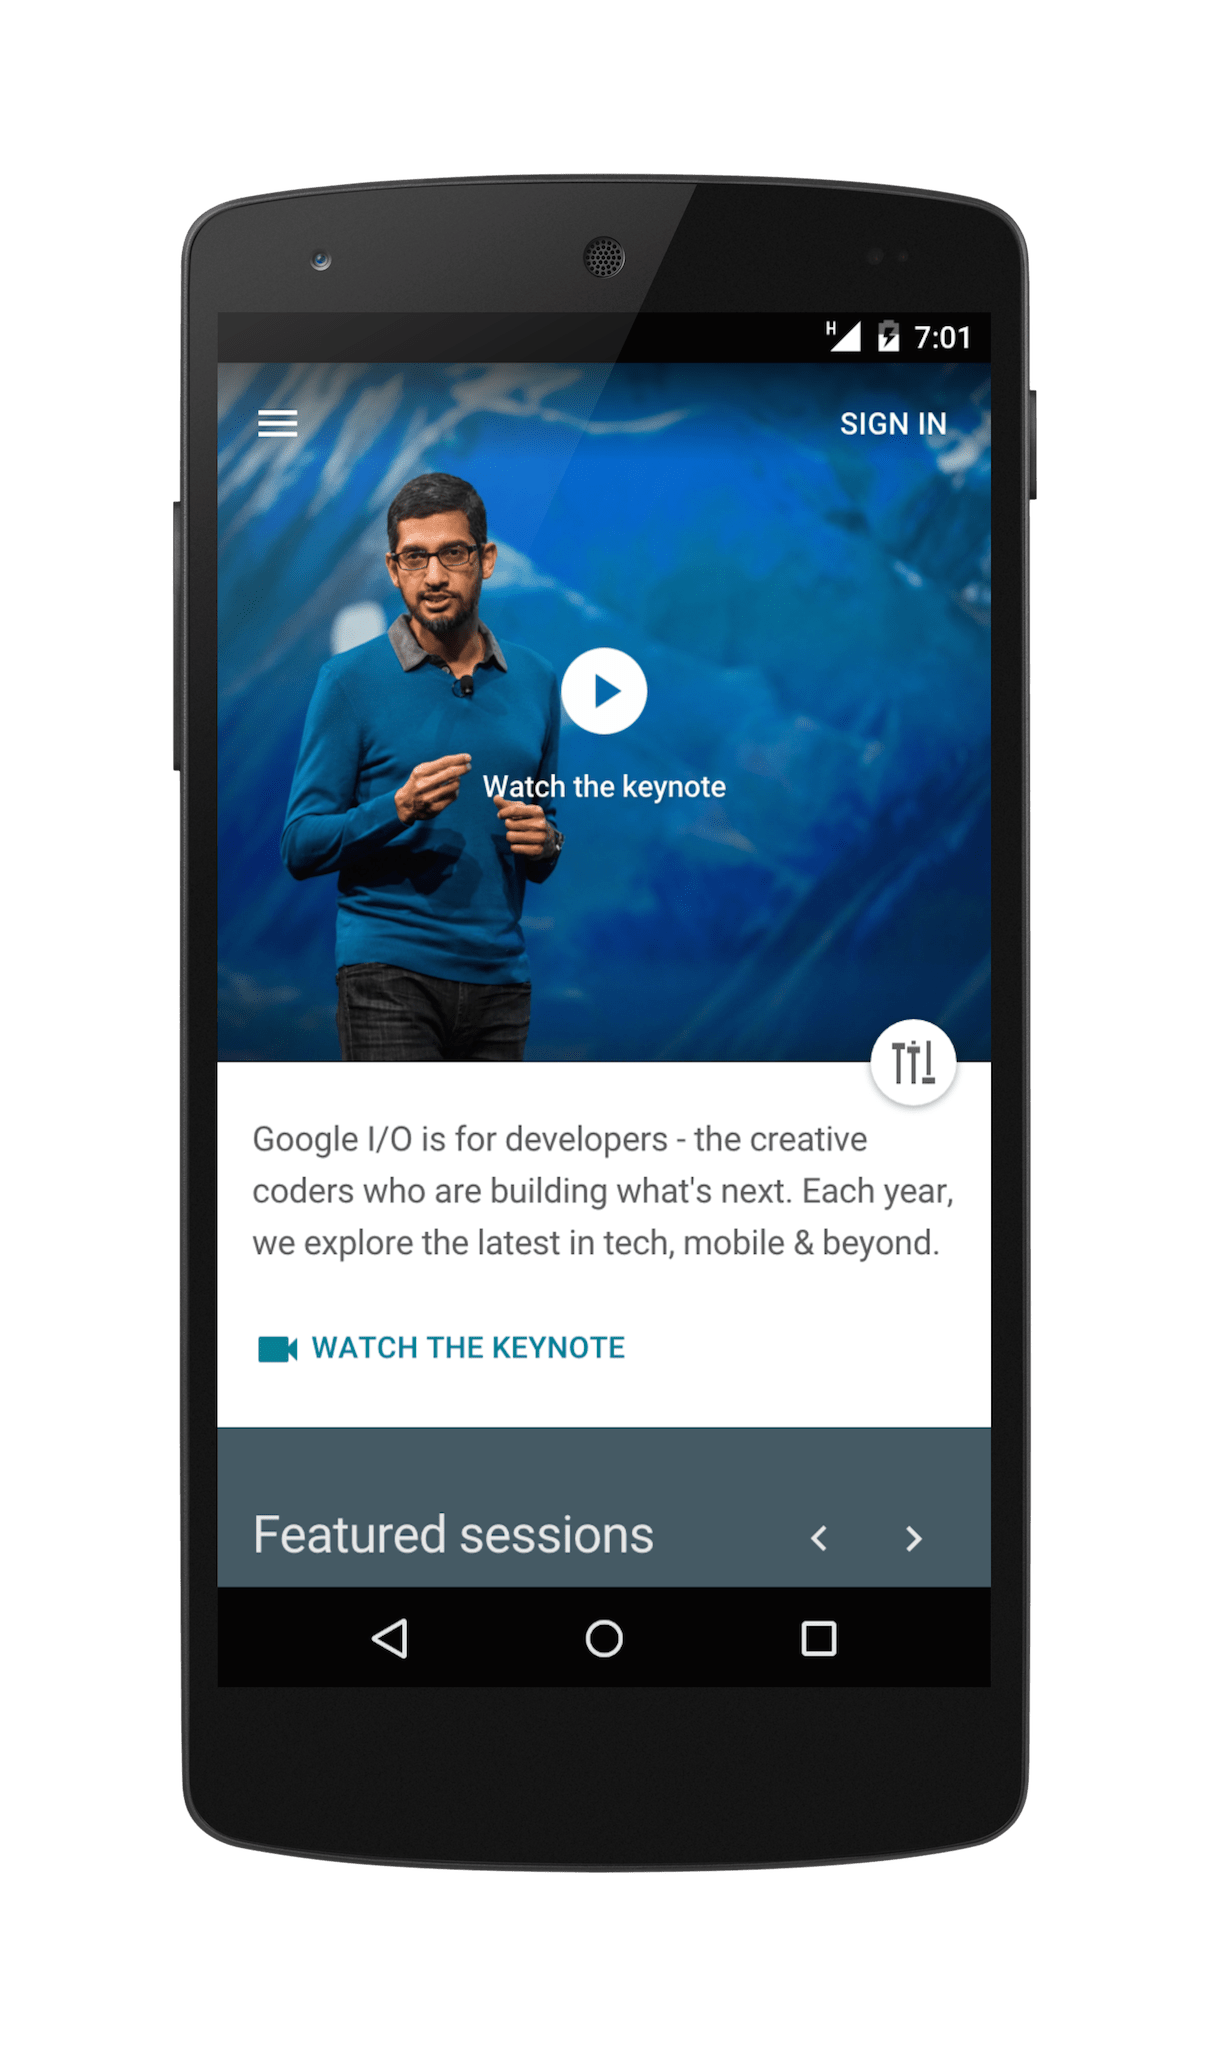 H 7:01
SIGN IN
Watch the keynote
Google I/O is for developers - the creative
coders who are building what's next. Each year,
we explore the latest in tech, mobile & beyond.
WATCH THE KEYNOTE
Featured sessions